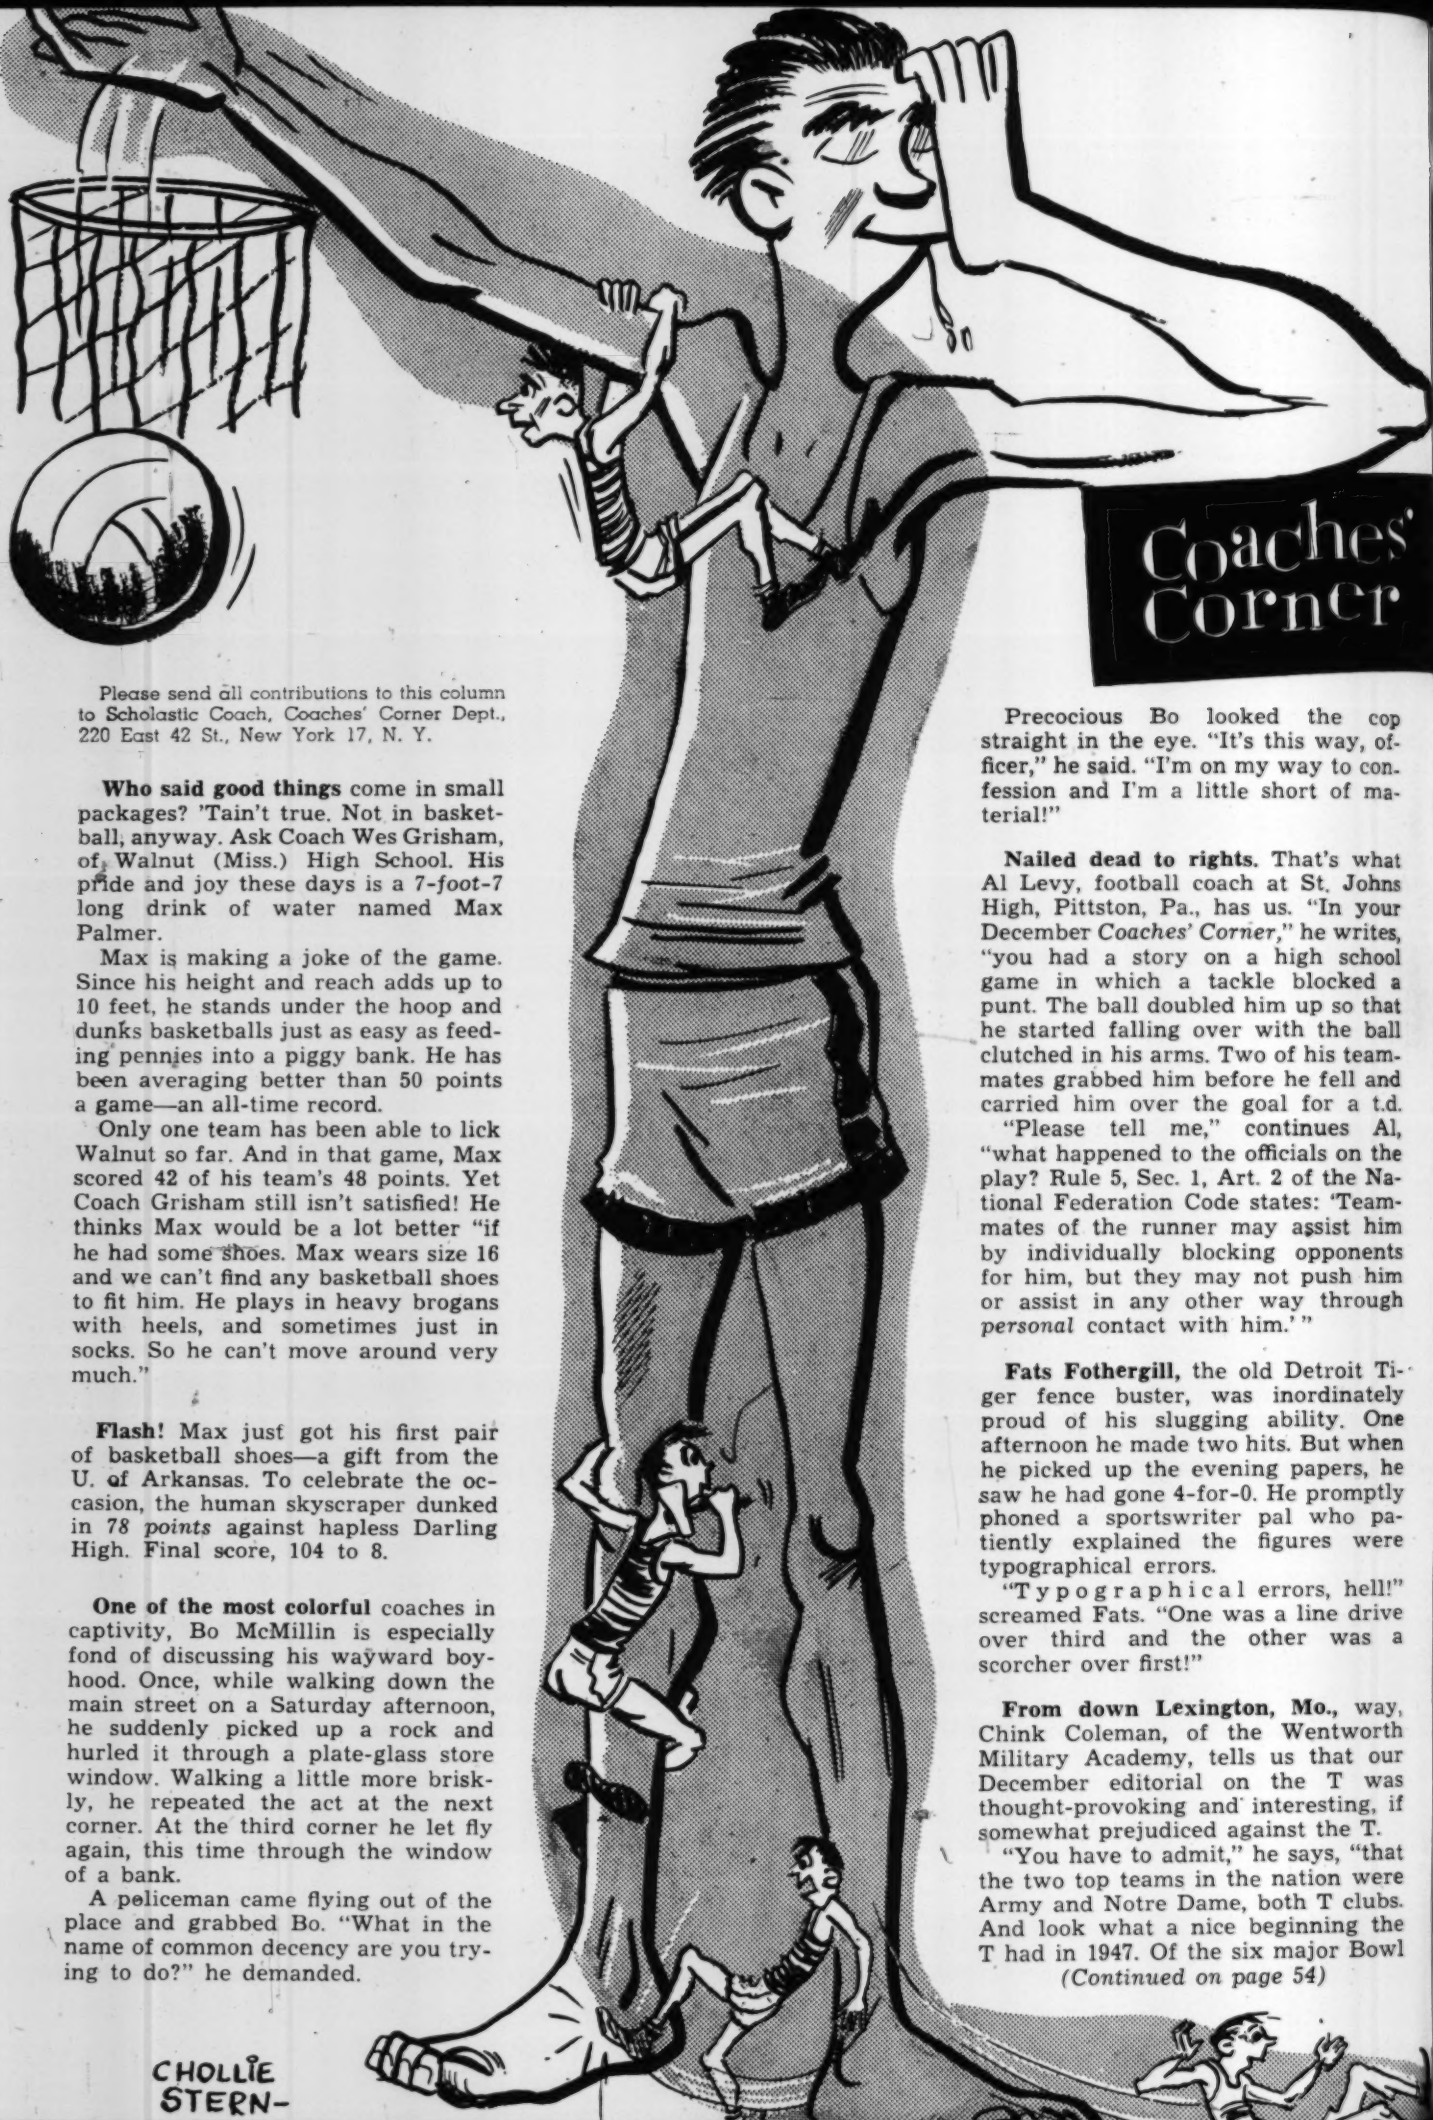 Coaches'
Corner
Please send all contributions to this column
to Scholastic Coach, Coaches' Corner Dept.,
220 East 42 St., New York 17, N. Y.
Who said good things come in small
packages? 'Tain't true. Not in basket-
ball, anyway. Ask Coach Wes Grisham,
of Walnut (Miss.) High School. His
pride and joy these days is a 7-foot-7
long drink of water named Max
Palmer.
Max is making a joke of the game.
Since his height and reach adds up to
10 feet, he stands under the hoop and
dunks basketballs just as easy as feed-
ing pennies into a piggy bank. He has
been averaging better than 50 points
a game—an all-time record.
Only one team has been able to lick
Walnut so far. And in that game, Max
scored 42 of his team's 48 points. Yet
Coach Grisham still isn't satisfied! He
thinks Max would be a lot better "if
he had some shoes. Max wears size 16
and we can't find any basketball shoes
to fit him. He plays in heavy brogans
with heels, and sometimes just in
socks. So he can't move around very
much."
Flash! Max just got his first pair
of basketball shoes—a gift from the
U. of Arkansas. To celebrate the oc-
casion, the human skyscraper dunked
in 78 points against hapless Darling
High. Final score, 104 to 8.
One of the most colorful coaches in
captivity, Bo McMillin is especially
fond of discussing his wayward boy-
hood. Once, while walking down the
main street on a Saturday afternoon,
he suddenly picked up a rock and
hurled it through a plate-glass store
window. Walking a little more brisk-
ly, he repeated the act at the next
corner. At the third corner he let fly
again, this time through the window
of a bank.
A policeman came flying out of the
place and grabbed Bo. "What in the
name of common decency are you try-
ing to do?" he demanded.
Precocious Bo looked the cop
straight in the eye. "It's this way, of-
ficer," he said. "I'm on my way to con-
fession and I'm a little short of ma-
terial!"
Nailed dead to rights. That's what
Al Levy, football coach at St. Johns
High, Pittston, Pa., has us. "In your
December Coaches' Corner," he writes,
"you had a story on a high school
game in which a tackle blocked a
punt. The ball doubled him up so that
he started falling over with the ball
clutched in his arms. Two of his team-
mates grabbed him before he fell and
carried him over the goal for a t.d.
"Please tell me," continues Al,
"what happened to the officials on the
play? Rule 5, Sec. 1, Art. 2 of the Na-
tional Federation Code states: 'Team-
mates of the runner may assist him
by individually blocking opponents
for him, but they may not push him
or assist in any other way through
personal contact with him.'"
Fats Fothergill, the old Detroit Ti-
ger fence buster, was inordinately
proud of his slugging ability. One
afternoon he made two hits. But when
he picked up the evening papers, he
saw he had gone 4-for-0. He promptly
phoned a sportswriter pal who pa-
tiently explained the figures were
typographical errors.
"Typographical errors, hell!"
screamed Fats. "One was a line drive
over third and the other was a
scorcher over first!"
From down Lexington, Mo., way,
Chink Coleman, of the Wentworth
Military Academy, tells us that our
December editorial on the T was
thought-provoking and interesting, if
somewhat prejudiced against the T.
"You have to admit," he says, "that
the two top teams in the nation were
Army and Notre Dame, both T clubs.
And look what a nice beginning the
T had in 1947. Of the six major Bowl
(Continued on page 54)
CHOLLIE
STERN-